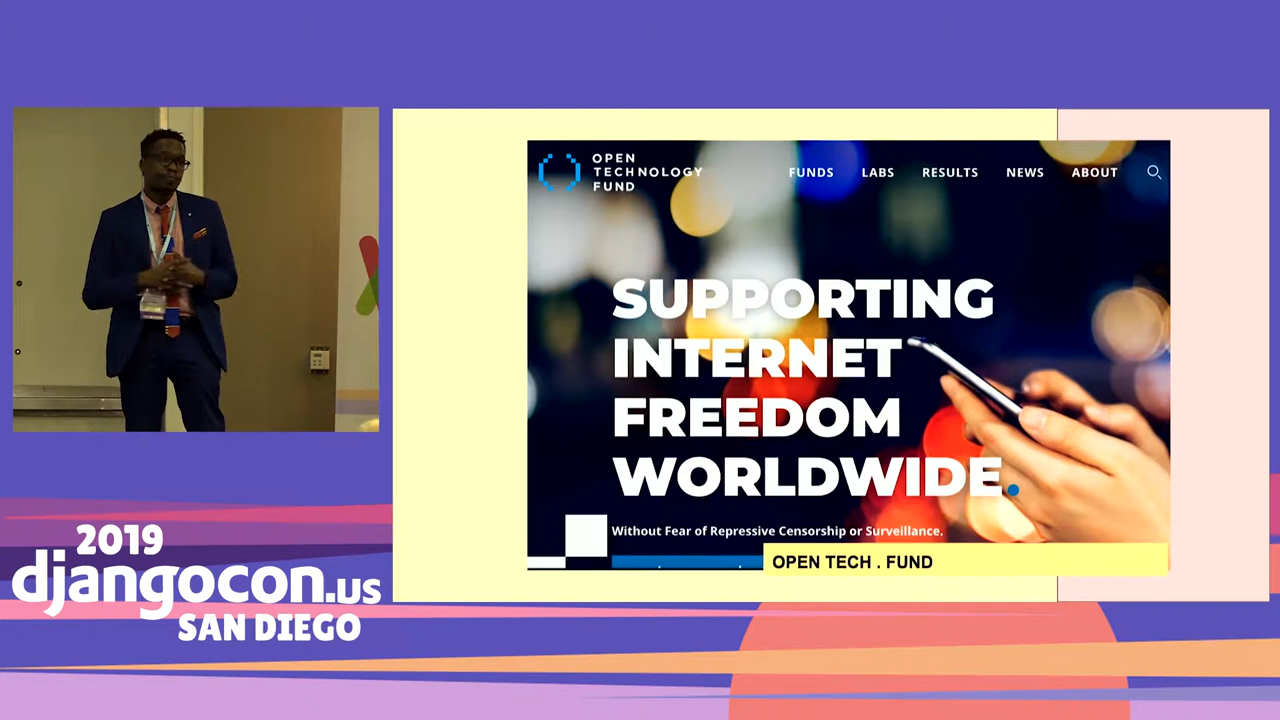 OPEN
TECHNOLOGY
FUND
FUNDS LABS RESULTS NEWS ABOUT
SUPPORTING
INTERNET
FREEDOM
WORLDWIDE.
Without Fear of Repressive Censorship or Surveillance.
OPEN TECH . FUND
2019
djangocon.us
SAN DIEGO